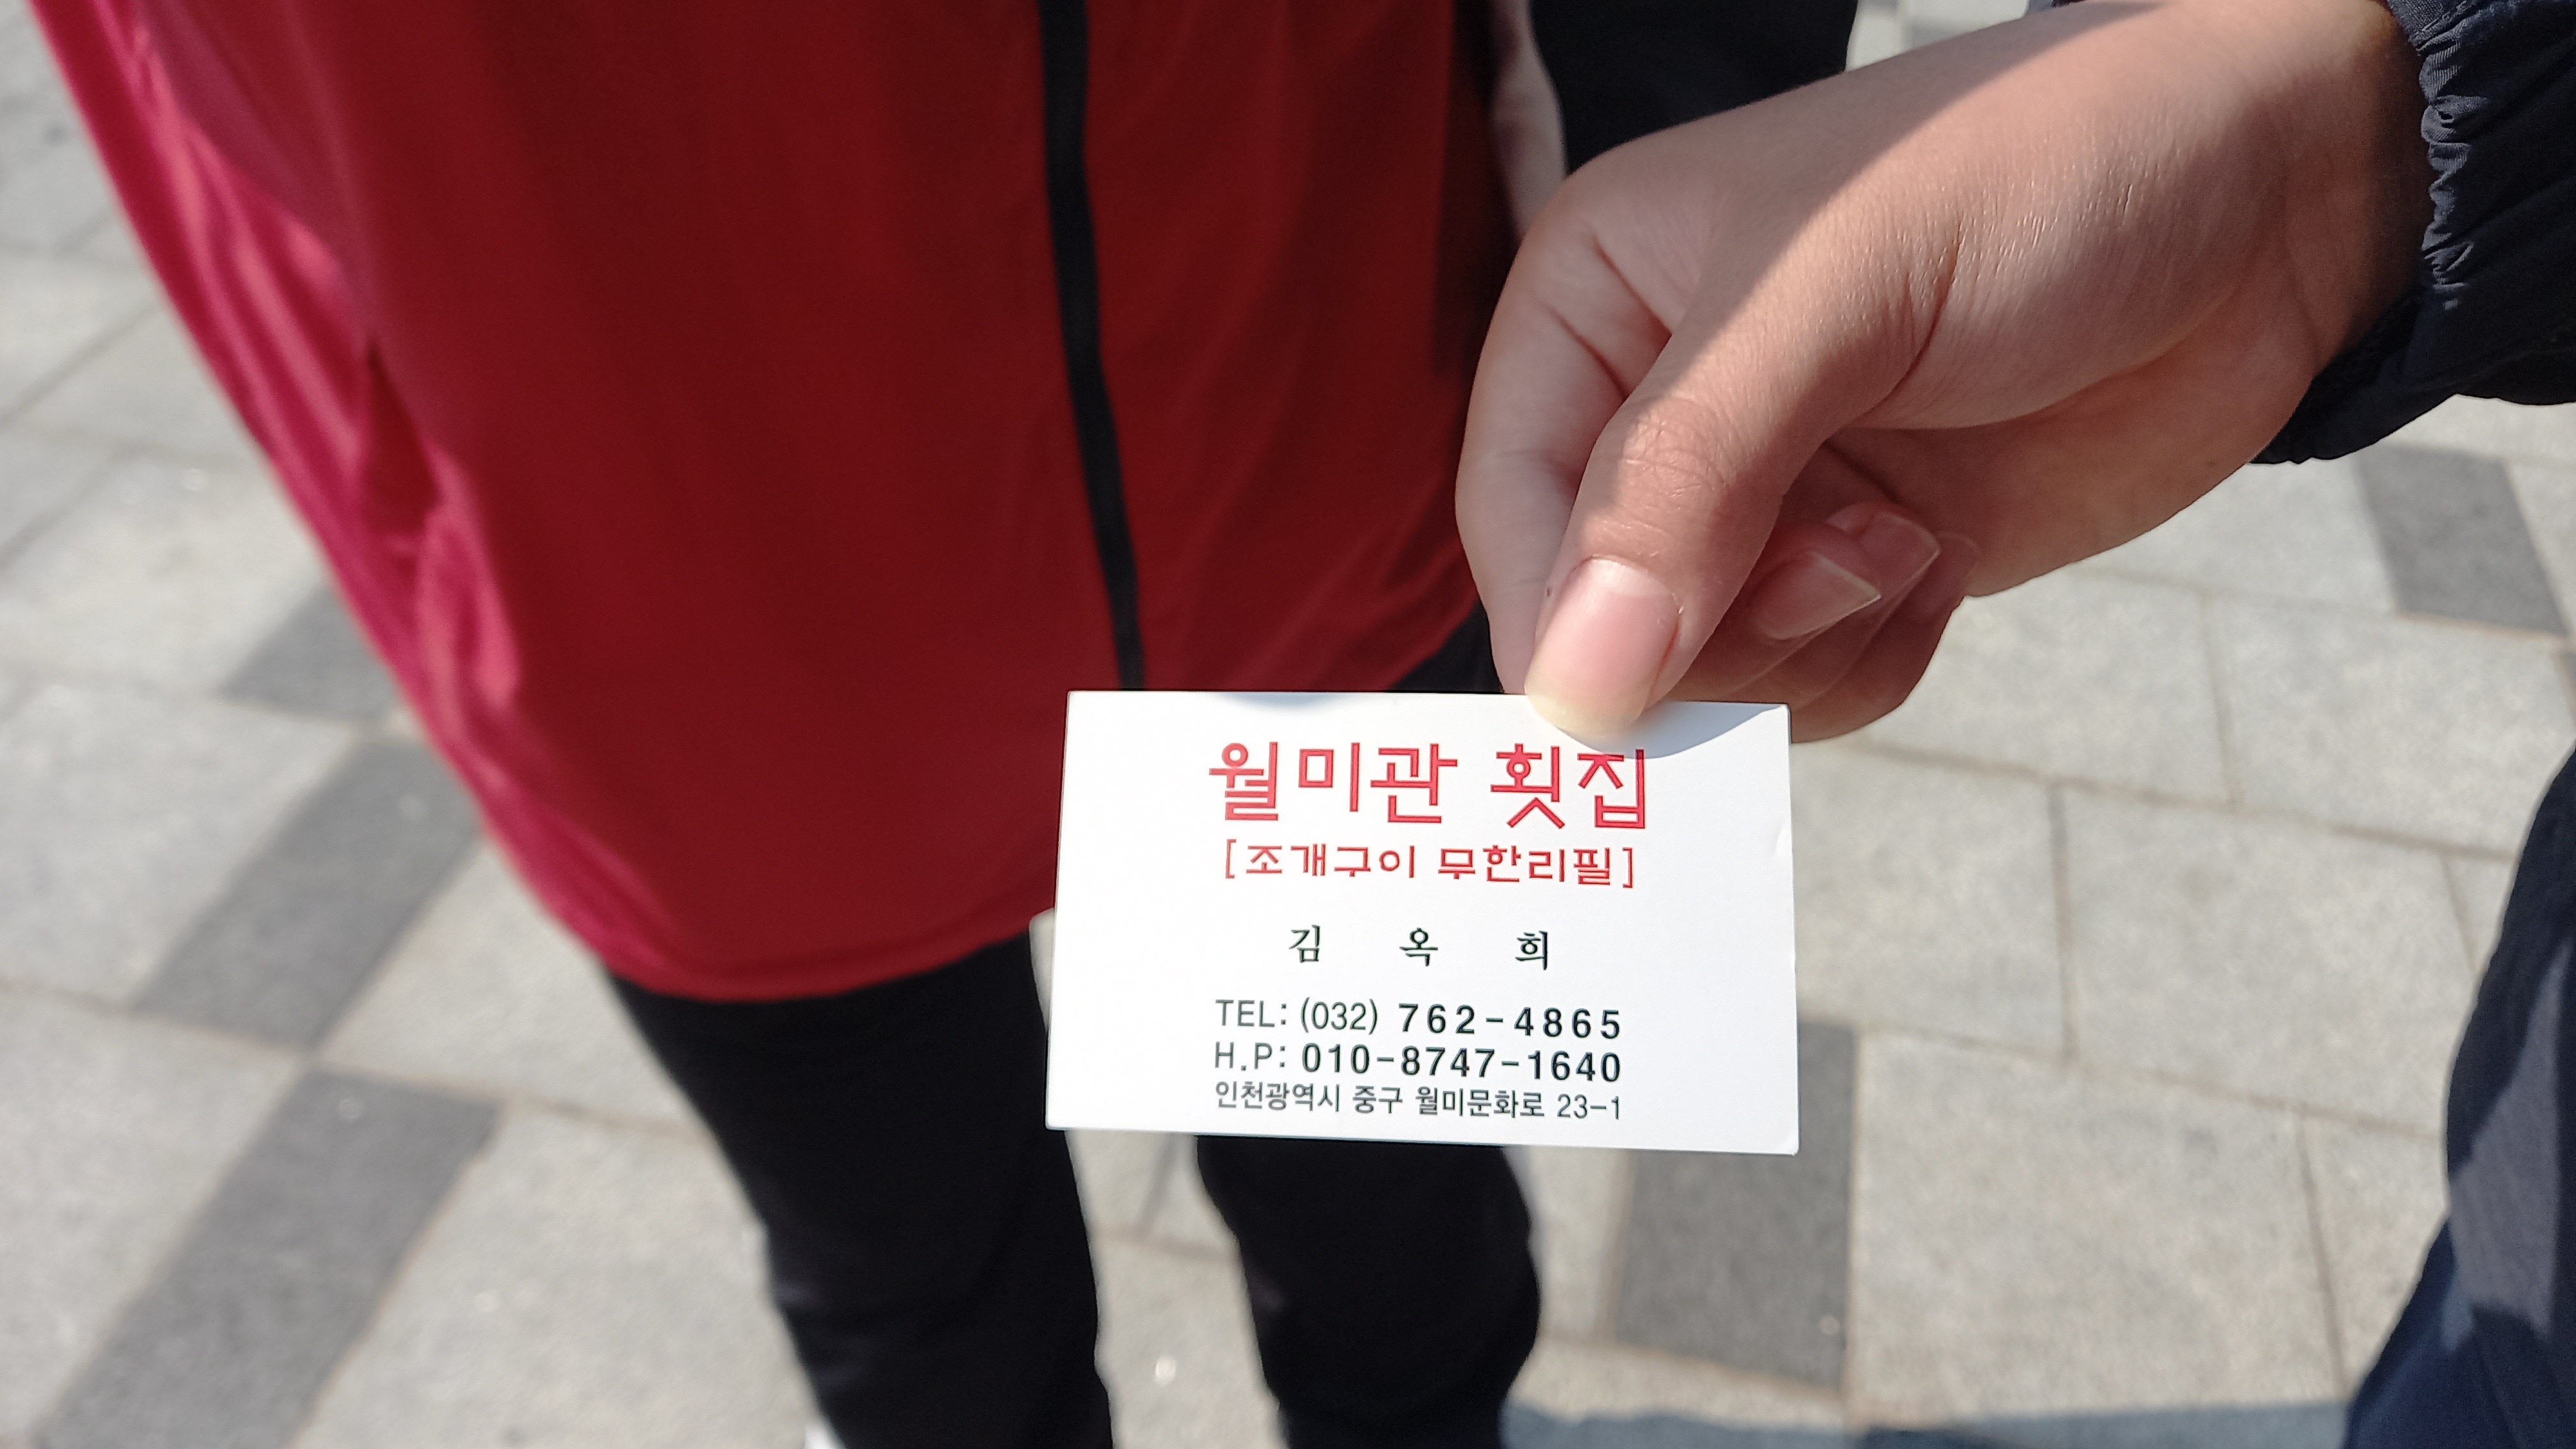 월미관 횟집
[조개구이 무한리필]
김 옥 희
TEL: (032) 762-4865
H.P: 010-8747-1640
인천광역시 중구 월미문화로 23-1